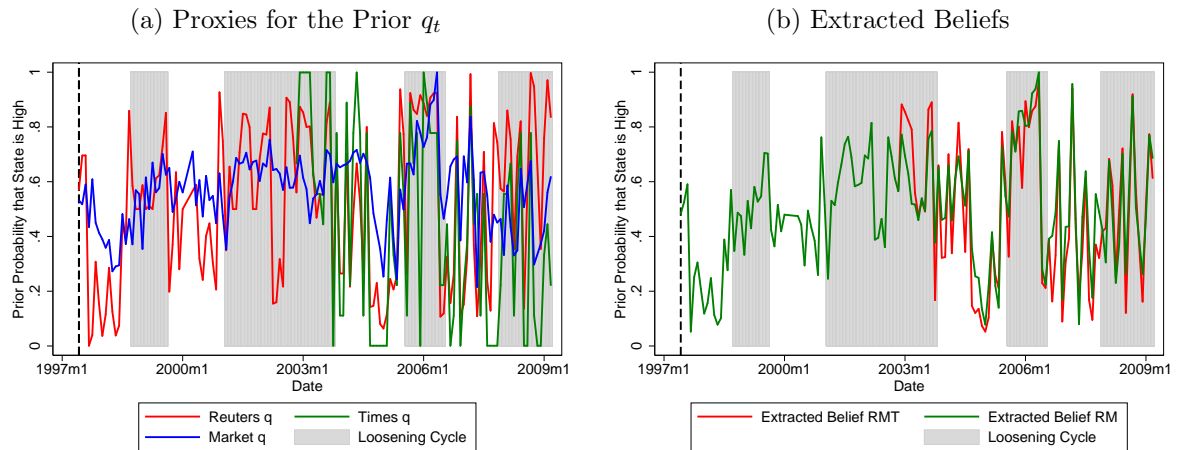 (a) Proxies for the Prior q_t
Prior Probability that State is High
0 .2 .4 .6 .8 1
1997m1 2000m1 2003m1 2006m1 2009m1
Date
Reuters q Times q
Market q Loosening Cycle
(b) Extracted Beliefs
Prior Probability that State is High
0 .2 .4 .6 .8 1
1997m1 2000m1 2003m1 2006m1 2009m1
Date
Extracted Belief RMT Extracted Belief RM
Loosening Cycle